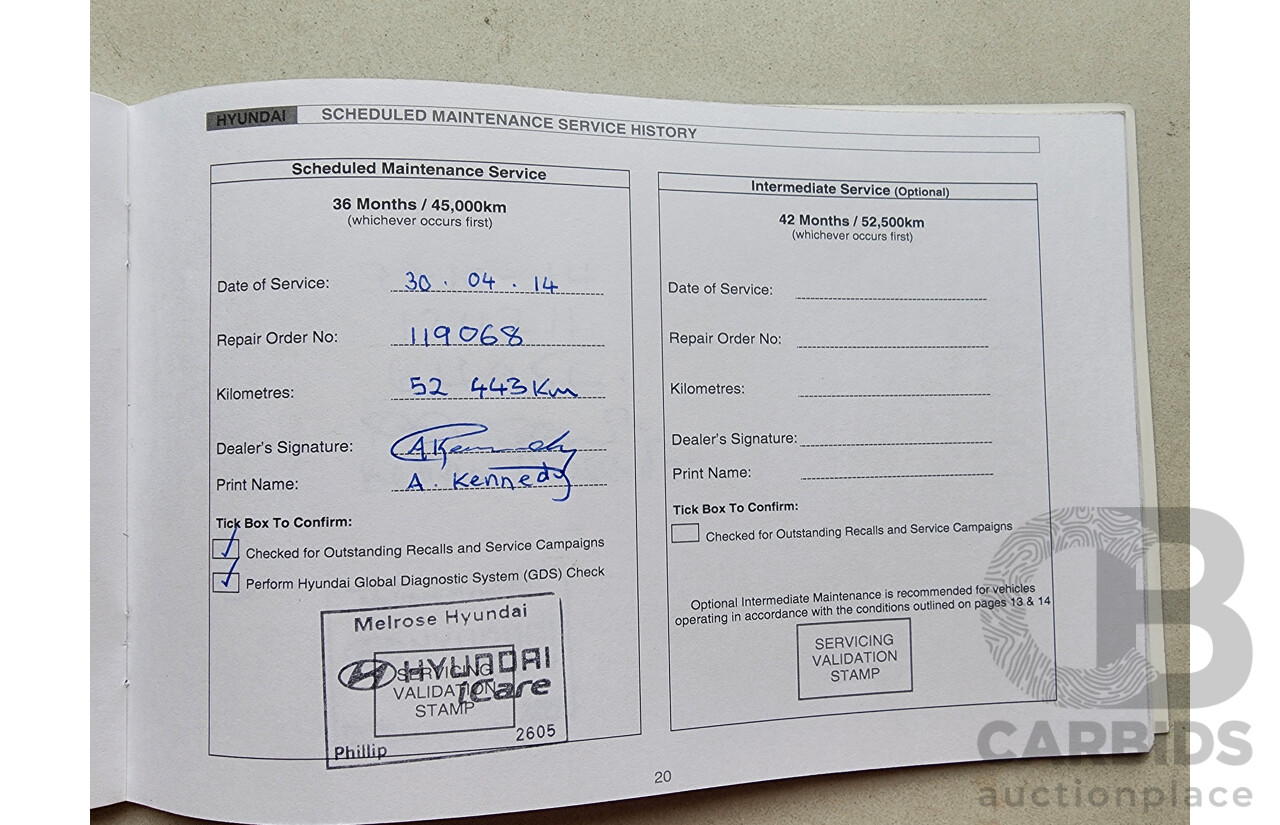 HYUNDAI SCHEDULED MAINTENANCE SERVICE HISTORY
Scheduled Maintenance Service
36 Months / 45,000km
(whichever occurs first)
Date of Service: 30 . 04 . 14
Repair Order No: 119068
Kilometres: 52 443Km
Dealer's Signature: AKennedy
Print Name: A. Kennedy
Tick Box To Confirm:
Checked for Outstanding Recalls and Service Campaigns
Perform Hyundai Global Diagnostic System (GDS) Check
Melrose Hyundai
HYUNDAI
iCare
SERVICING
VALIDATION
STAMP
Phillip 2605
Intermediate Service (Optional)
42 Months / 52,500km
(whichever occurs first)
Date of Service:
Repair Order No:
Kilometres:
Dealer's Signature:
Print Name:
Tick Box To Confirm:
Checked for Outstanding Recalls and Service Campaigns
Optional Intermediate Maintenance is recommended for vehicles
operating in accordance with the conditions outlined on pages 13 & 14
SERVICING
VALIDATION
STAMP
20
CB
CARBIDS
auctionplace